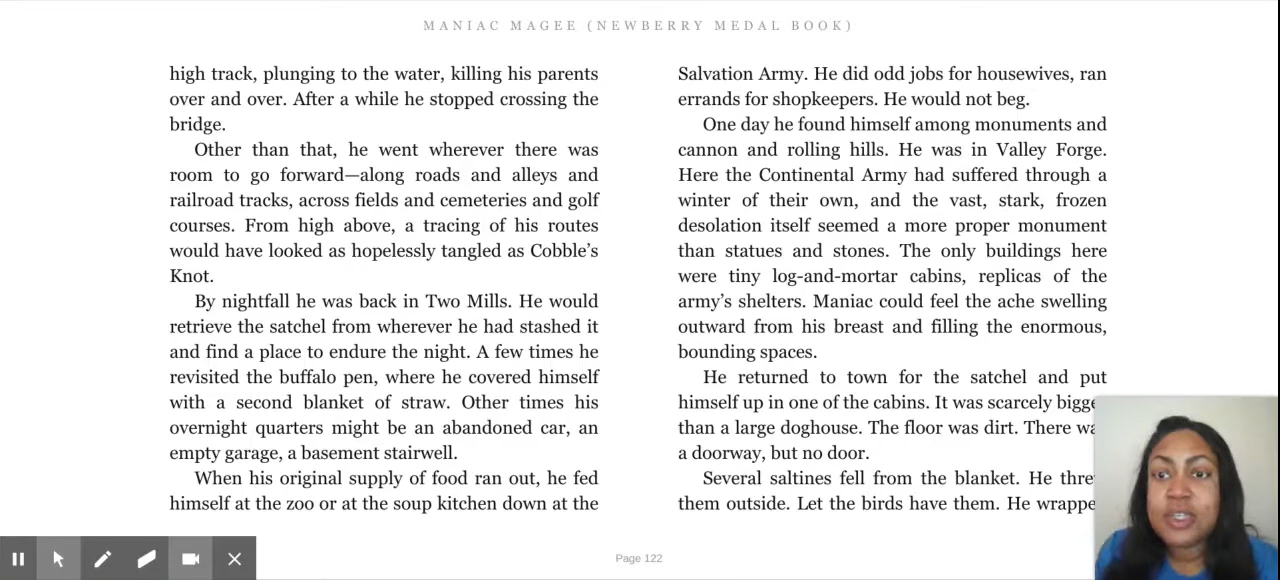 MANIAC MAGEE (NEWBERRY MEDAL BOOK)
high track, plunging to the water, killing his parents
over and over. After a while he stopped crossing the
bridge.
Other than that, he went wherever there was
room to go forward—along roads and alleys and
railroad tracks, across fields and cemeteries and golf
courses. From high above, a tracing of his routes
would have looked as hopelessly tangled as Cobble's
Knot.
By nightfall he was back in Two Mills. He would
retrieve the satchel from wherever he had stashed it
and find a place to endure the night. A few times he
revisited the buffalo pen, where he covered himself
with a second blanket of straw. Other times his
overnight quarters might be an abandoned car, an
empty garage, a basement stairwell.
When his original supply of food ran out, he fed
himself at the zoo or at the soup kitchen down at the
Salvation Army. He did odd jobs for housewives, ran
errands for shopkeepers. He would not beg.
One day he found himself among monuments and
cannon and rolling hills. He was in Valley Forge.
Here the Continental Army had suffered through a
winter of their own, and the vast, stark, frozen
desolation itself seemed a more proper monument
than statues and stones. The only buildings here
were tiny log-and-mortar cabins, replicas of the
army's shelters. Maniac could feel the ache swelling
outward from his breast and filling the enormous,
bounding spaces.
He returned to town for the satchel and put
himself up in one of the cabins. It was scarcely bigge
than a large doghouse. The floor was dirt. There wa
a doorway, but no door.
Several saltines fell from the blanket. He thre
them outside. Let the birds have them. He wrappe
Page 122